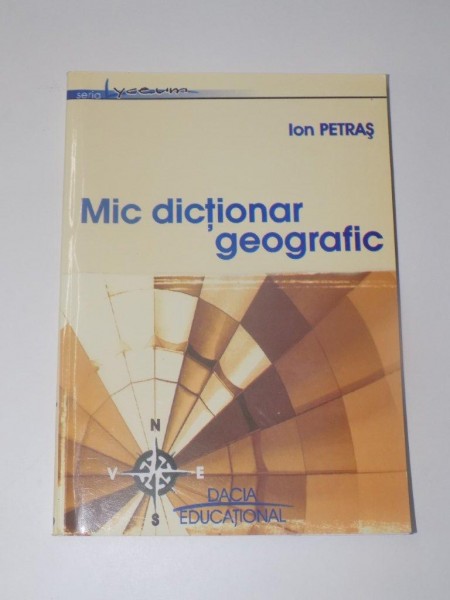 seria Lyceum
Ion PETRAŞ
Mic dicţionar
geografic
N
V E
S
DACIA
EDUCAŢIONAL